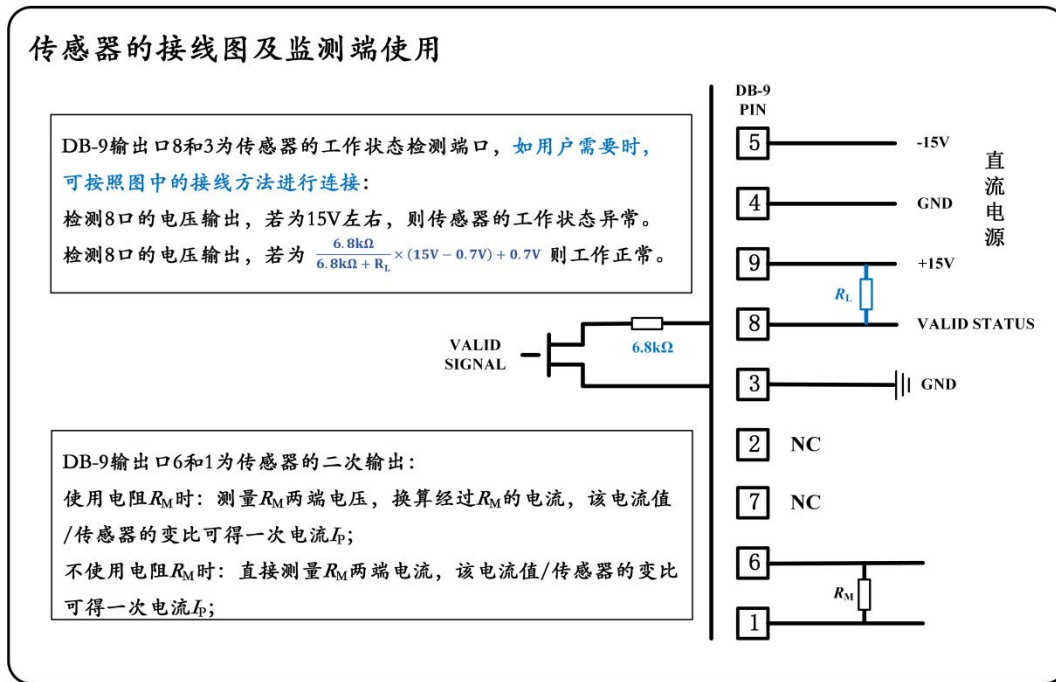 传感器的接线图及监测端使用
DB-9输出口8和3为传感器的工作状态检测端口，如用户需要时，
可按照图中的接线方法进行连接：
检测8口的电压输出，若为15V左右，则传感器的工作状态异常。
检测8口的电压输出，若为 6.8kΩ/(6.8kΩ + R_L) × (15V − 0.7V) + 0.7V 则工作正常。
DB-9
PIN
5 -15V
4 GND
9 +15V
直流电源
R_L
8 VALID STATUS
VALID
SIGNAL
6.8kΩ
3 GND
2 NC
7 NC
6
R_M
1
DB-9输出口6和1为传感器的二次输出：
使用电阻R_M时：测量R_M两端电压，换算经过R_M的电流，该电流值
/传感器的变比可得一次电流I_P；
不使用电阻R_M时：直接测量R_M两端电流，该电流值/传感器的变比
可得一次电流I_P；